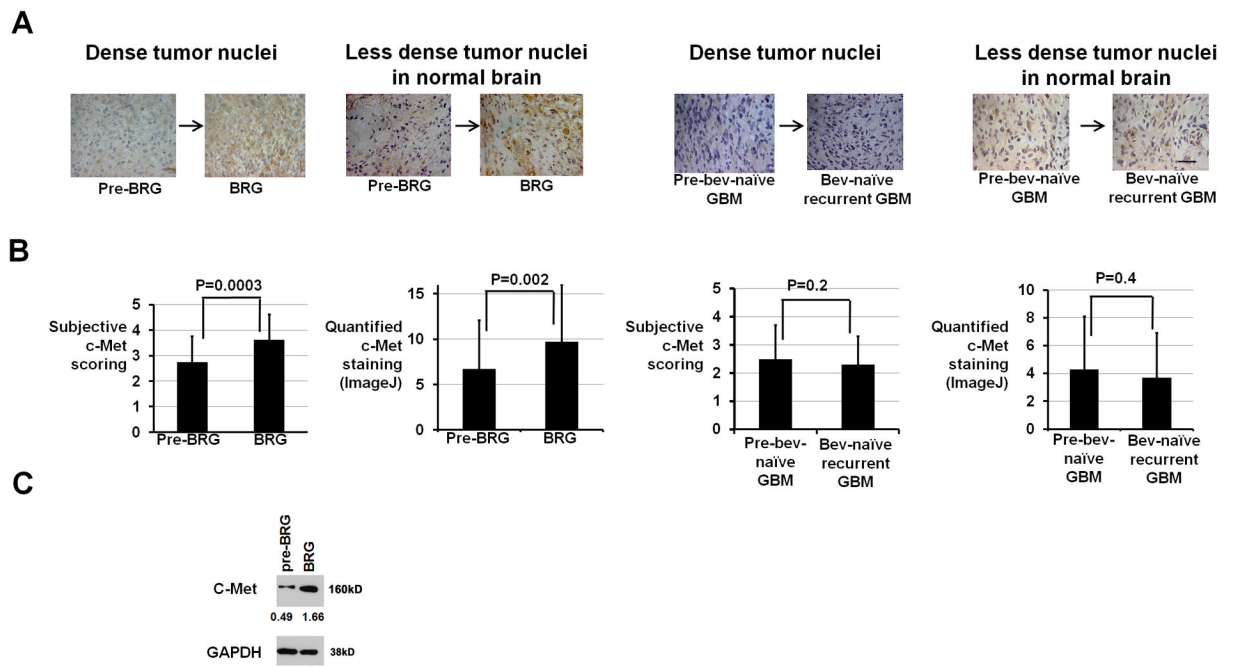 A
Dense tumor nuclei
Less dense tumor nuclei
in normal brain
Dense tumor nuclei
Less dense tumor nuclei
in normal brain
Pre-BRG
BRG
Pre-BRG
BRG
Pre-bev-naïve
GBM
Bev-naïve
recurrent GBM
Pre-bev-naïve
GBM
Bev-naïve
recurrent GBM
B
Subjective
c-Met
scoring
P=0.0003
5
4
3
2
1
0
Pre-BRG
BRG
Quantified
c-Met
staining
(ImageJ)
P=0.002
15
10
5
0
Pre-BRG
BRG
Subjective
c-Met
scoring
P=0.2
5
4
3
2
1
0
Pre-bev-
naïve
GBM
Bev-naïve
recurrent
GBM
Quantified
c-Met
staining
(ImageJ)
P=0.4
10
8
6
4
2
0
Pre-bev-
naïve
GBM
Bev-naïve
recurrent
GBM
C
pre-BRG
BRG
C-Met
160kD
0.49 1.66
GAPDH
38kD